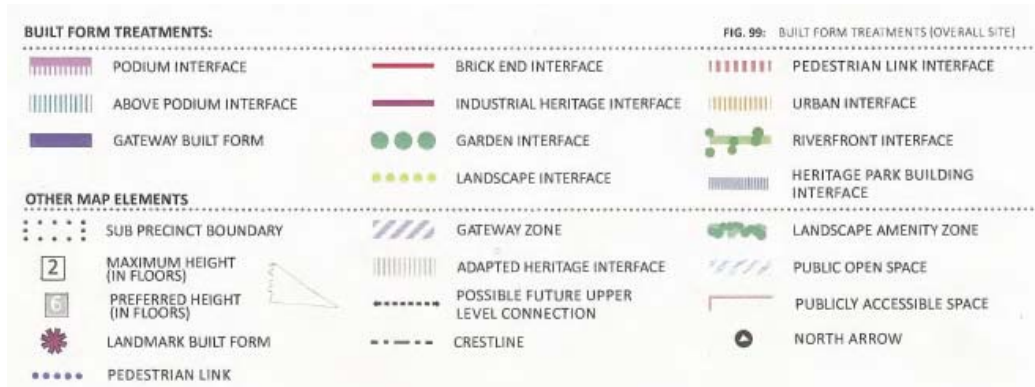 BUILT FORM TREATMENTS:
FIG. 99: BUILT FORM TREATMENTS (OVERALL SITE)
PODIUM INTERFACE
ABOVE PODIUM INTERFACE
GATEWAY BUILT FORM
BRICK END INTERFACE
INDUSTRIAL HERITAGE INTERFACE
GARDEN INTERFACE
LANDSCAPE INTERFACE
PEDESTRIAN LINK INTERFACE
URBAN INTERFACE
RIVERFRONT INTERFACE
HERITAGE PARK BUILDING
INTERFACE
OTHER MAP ELEMENTS
SUB PRECINCT BOUNDARY
2
MAXIMUM HEIGHT
(IN FLOORS)
6
PREFERRED HEIGHT
(IN FLOORS)
LANDMARK BUILT FORM
PEDESTRIAN LINK
GATEWAY ZONE
ADAPTED HERITAGE INTERFACE
POSSIBLE FUTURE UPPER
LEVEL CONNECTION
CRESTLINE
LANDSCAPE AMENITY ZONE
PUBLIC OPEN SPACE
PUBLICLY ACCESSIBLE SPACE
NORTH ARROW